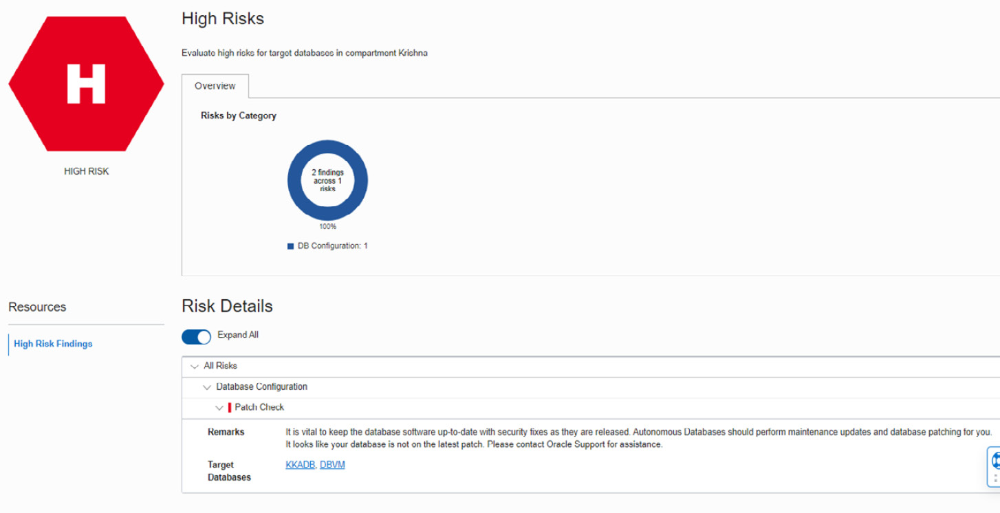 H
HIGH RISK
High Risks
Evaluate high risks for target databases in compartment Krishna
Overview
Risks by Category
2 findings
across 1
risks
100%
DB Configuration: 1
Resources
High Risk Findings
Risk Details
Expand All
All Risks
Database Configuration
Patch Check
Remarks
It is vital to keep the database software up-to-date with security fixes as they are released. Autonomous Databases should perform maintenance updates and database patching for you.
It looks like your database is not on the latest patch. Please contact Oracle Support for assistance.
Target
Databases
KKADB, DBVM